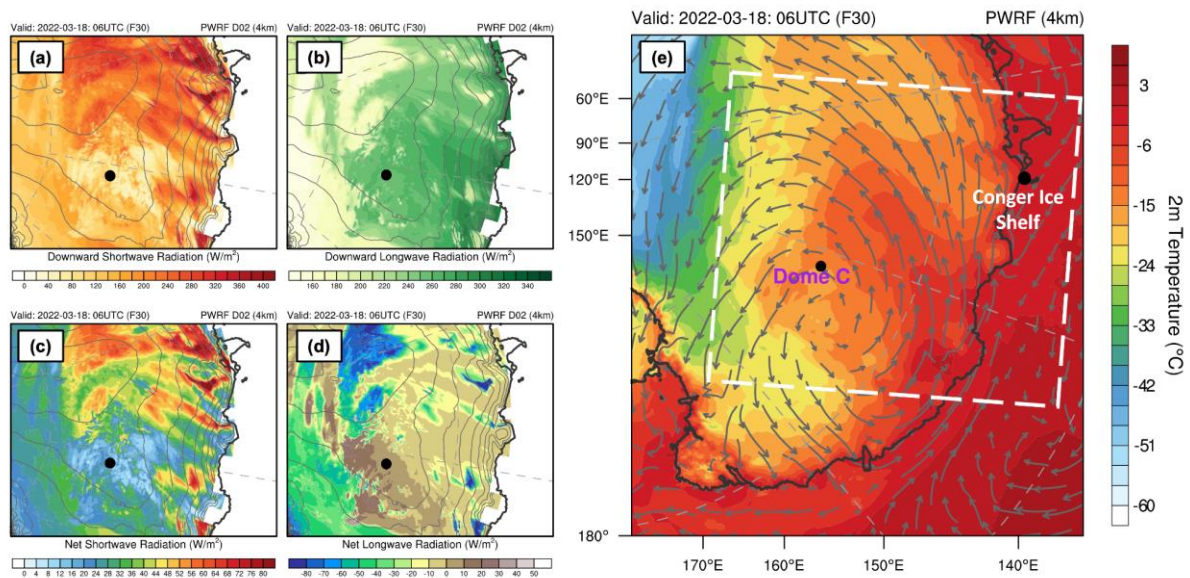 Valid: 2022-03-18: 06UTC (F30) PWRF D02 (4km)
(a)
Downward Shortwave Radiation (W/m²)
0 40 80 120 160 200 240 280 320 360 400
Valid: 2022-03-18: 06UTC (F30) PWRF D02 (4km)
(b)
Downward Longwave Radiation (W/m²)
160 180 200 220 240 260 280 300 320 340
Valid: 2022-03-18: 06UTC (F30) PWRF D02 (4km)
(c)
Net Shortwave Radiation (W/m²)
0 4 8 12 16 20 24 28 32 36 40 44 48 52 56 60 64 68 72 76 80
Valid: 2022-03-18: 06UTC (F30) PWRF D02 (4km)
(d)
Net Longwave Radiation (W/m²)
-80 -70 -60 -50 -40 -30 -20 -10 0 10 20 30 40 50
Valid: 2022-03-18: 06UTC (F30) PWRF (4km)
(e)
60°E
90°E
120°E
150°E
180°
Conger Ice
Shelf
Dome C
170°E 160°E 150°E 140°E
3
-6
-15
-24
-33
-42
-51
-60
2m Temperature (°C)